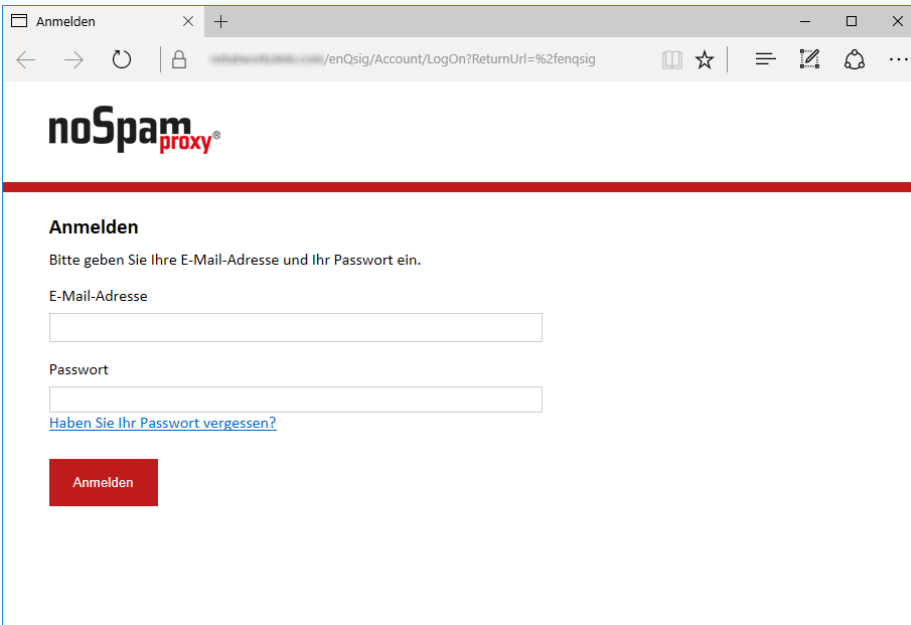 Anmelden
/enQsig/Account/LogOn?ReturnUrl=%2fenqsig
noSpam
proxy®
Anmelden
Bitte geben Sie Ihre E-Mail-Adresse und Ihr Passwort ein.
E-Mail-Adresse
Passwort
Haben Sie Ihr Passwort vergessen?
Anmelden